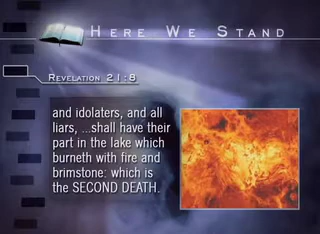 HERE WE STAND
REVELATION 21:8
and idolaters, and all
liars, ...shall have their
part in the lake which
burneth with fire and
brimstone: which is
the SECOND DEATH.